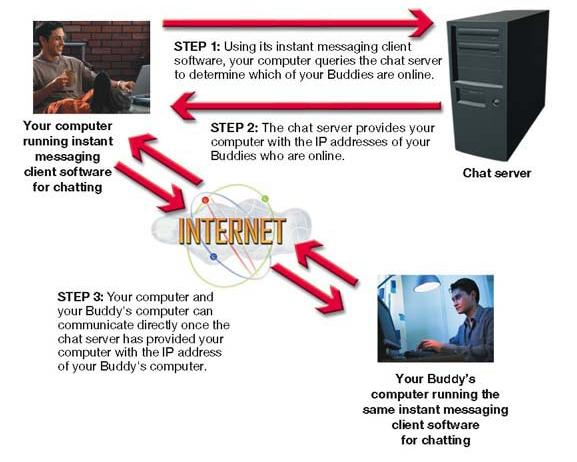 STEP 1: Using its instant messaging client
software, your computer queries the chat server
to determine which of your Buddies are online.
Your computer
running instant
messaging
client software
for chatting
STEP 2: The chat server provides your
computer with the IP addresses of your
Buddies who are online.
Chat server
INTERNET
STEP 3: Your computer and
your Buddy's computer can
communicate directly once the
chat server has provided your
computer with the IP address
of your Buddy's computer.
Your Buddy's
computer running the
same instant messaging
client software
for chatting